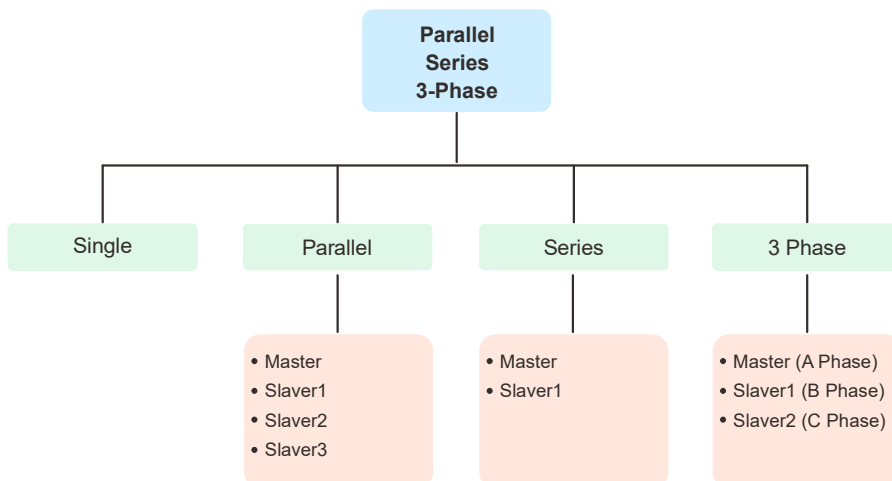 Parallel
Series
3-Phase
Single
Parallel
Series
3 Phase
• Master
• Slaver1
• Slaver2
• Slaver3
• Master
• Slaver1
• Master (A Phase)
• Slaver1 (B Phase)
• Slaver2 (C Phase)